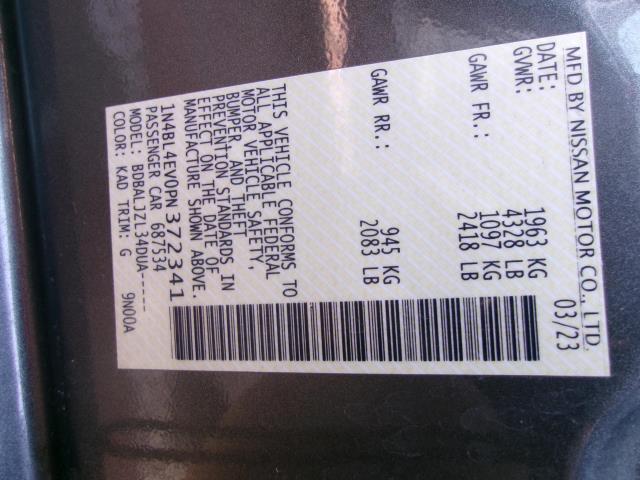 MFD BY NISSAN MOTOR CO., LTD.
DATE: 03/23
GVWR: 1963 KG
4328 LB
GAWR FR.: 1097 KG
2418 LB
GAWR RR.: 945 KG
2083 LB
THIS VEHICLE CONFORMS TO
ALL APPLICABLE FEDERAL
MOTOR VEHICLE SAFETY,
BUMPER, AND THEFT
PREVENTION STANDARDS IN
EFFECT ON THE DATE OF
MANUFACTURE SHOWN ABOVE.
1N4BL4EV0PN372341
PASSENGER CAR 687534
MODEL: BDBALJZL34DUA-----
COLOR: KAD TRIM: G 9N00A